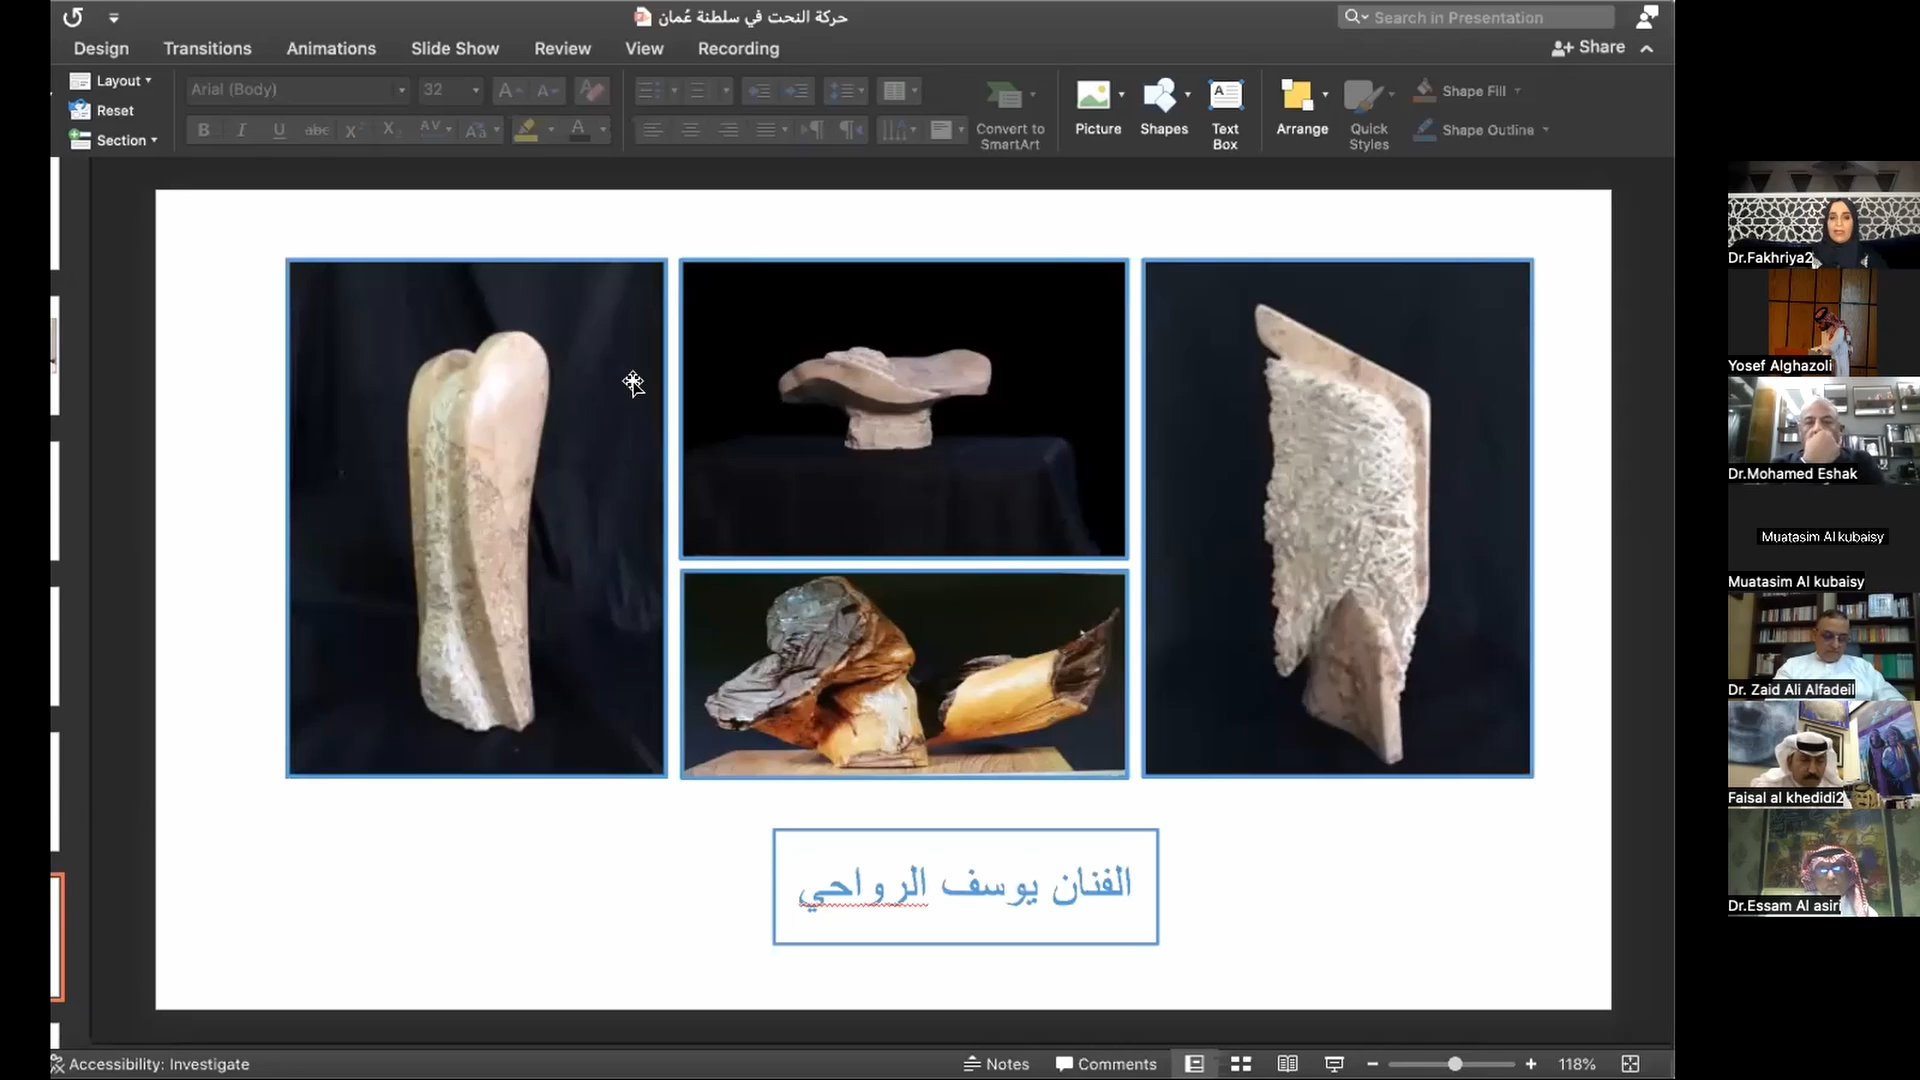 حركة النحت في سلطنة عُمان
Search in Presentation
Design
Transitions
Animations
Slide Show
Review
View
Recording
Share
Layout
Reset
Section
Arial (Body)
32
Convert to
SmartArt
Picture
Shapes
Text
Box
Arrange
Quick
Styles
Shape Fill
Shape Outline
الفنان يوسف الرواحي
Dr.Fakhriya2
Yosef Alghazoli
Dr.Mohamed Eshak
Muatasim Al kubaisy
Muatasim Al kubaisy
Dr. Zaid Ali Alfadeil
Faisal al khedidi2
Dr.Essam Al asiri
Accessibility: Investigate
Notes
Comments
118%